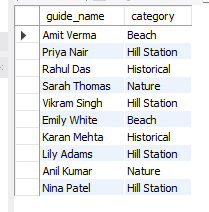 guide_name category
Amit Verma Beach
Priya Nair Hill Station
Rahul Das Historical
Sarah Thomas Nature
Vikram Singh Hill Station
Emily White Beach
Karan Mehta Historical
Lily Adams Hill Station
Anil Kumar Nature
Nina Patel Hill Station